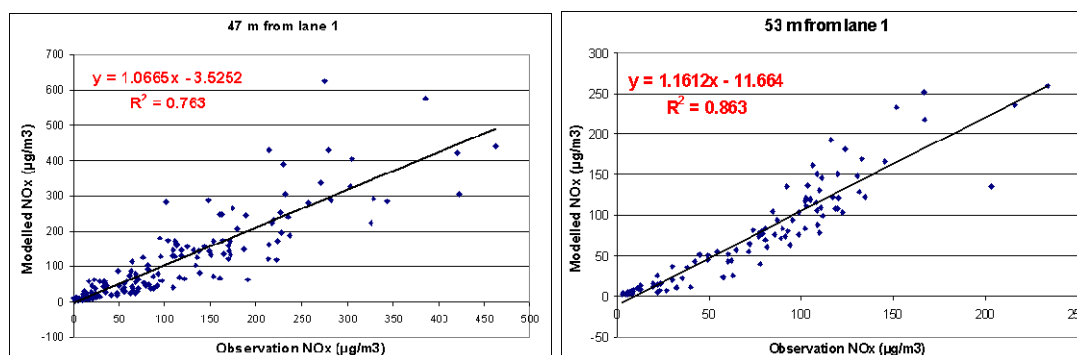 47 m from lane 1
700
600
500
400
300
200
100
0
-100
y = 1.0665x - 3.5252
R² = 0.763
Modelled NOx (µg/m3)
0 50 100 150 200 250 300 350 400 450 500
Observation NOx (µg/m3)
53 m from lane 1
300
250
200
150
100
50
0
-50
y = 1.1612x - 11.664
R² = 0.863
Modelled NOx (µg/m3)
0 50 100 150 200
Observation NOx (µg/m3)